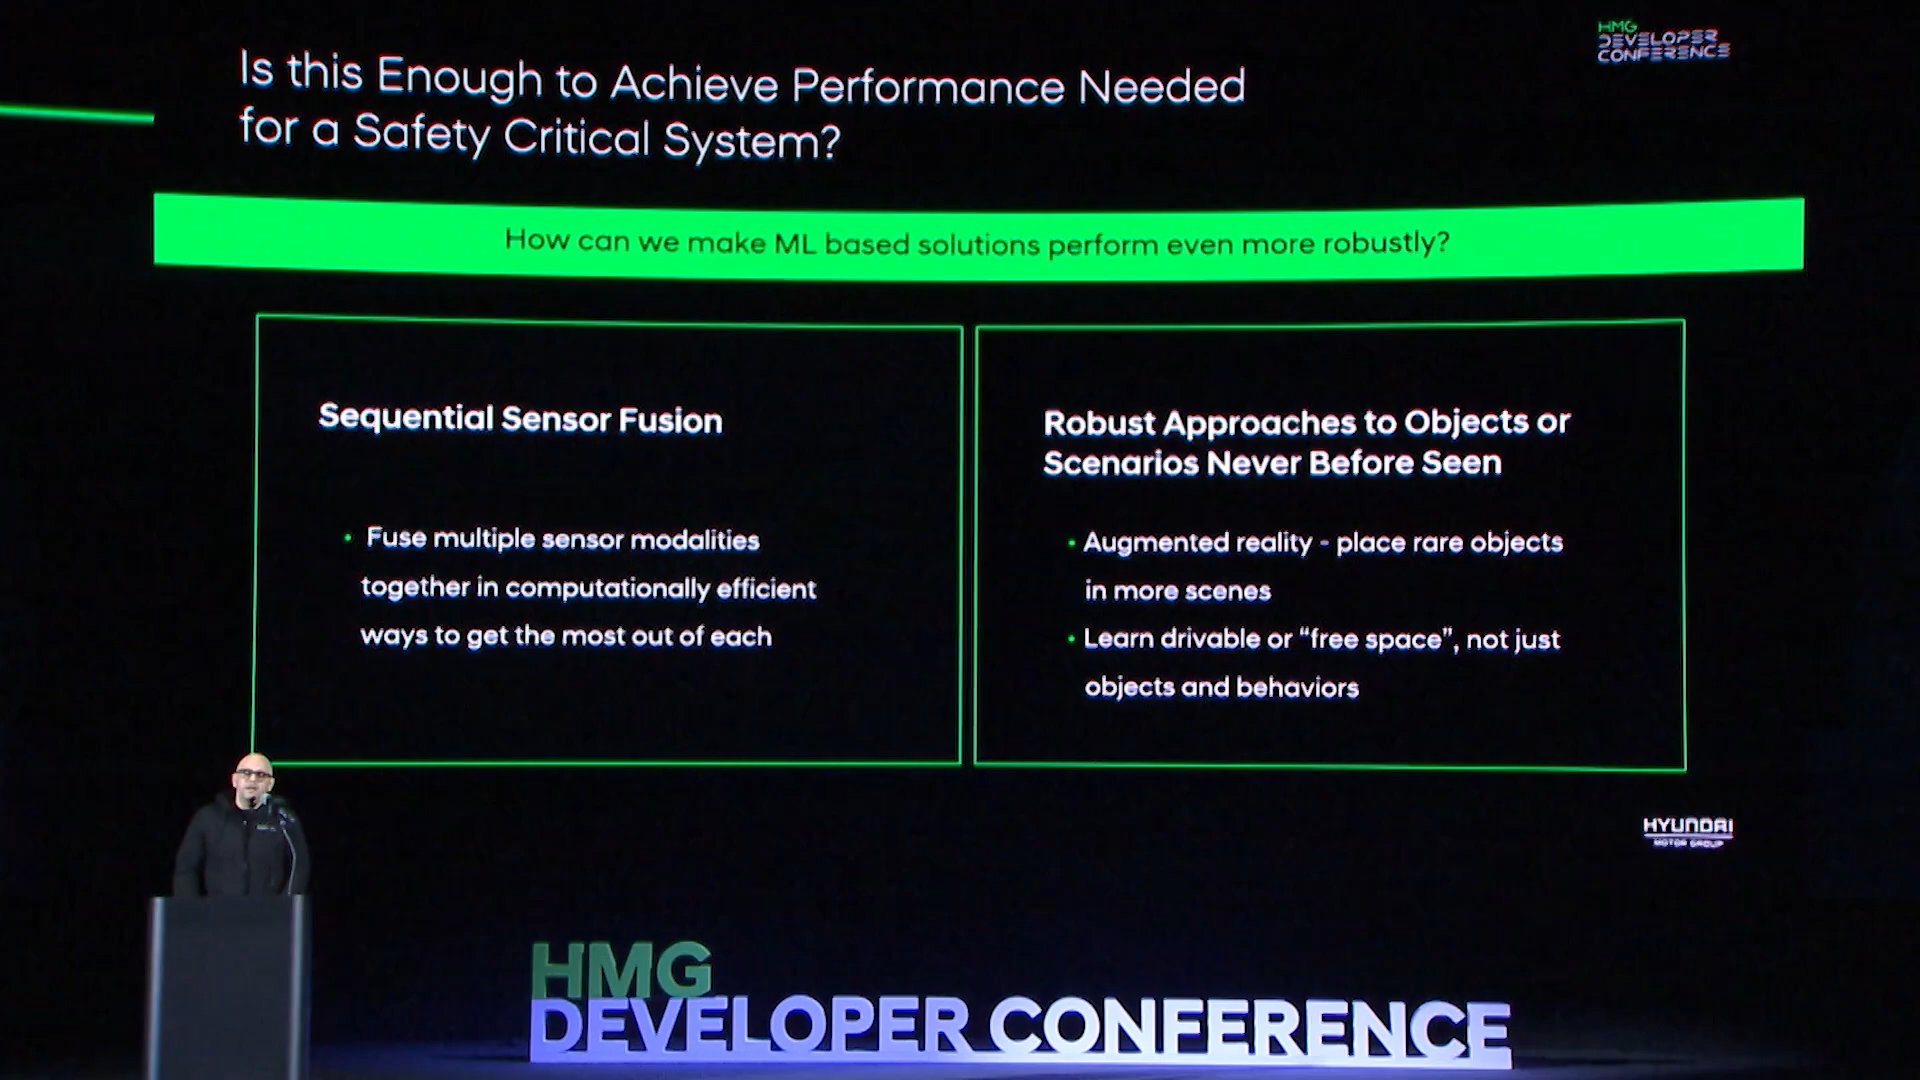 HMG
DEVELOPER
CONFERENCE
Is this Enough to Achieve Performance Needed
for a Safety Critical System?
How can we make ML based solutions perform even more robustly?
Sequential Sensor Fusion
• Fuse multiple sensor modalities
together in computationally efficient
ways to get the most out of each
Robust Approaches to Objects or
Scenarios Never Before Seen
• Augmented reality - place rare objects
in more scenes
• Learn drivable or “free space”, not just
objects and behaviors
HYUNDAI
MOTOR GROUP
HMG
DEVELOPER CONFERENCE